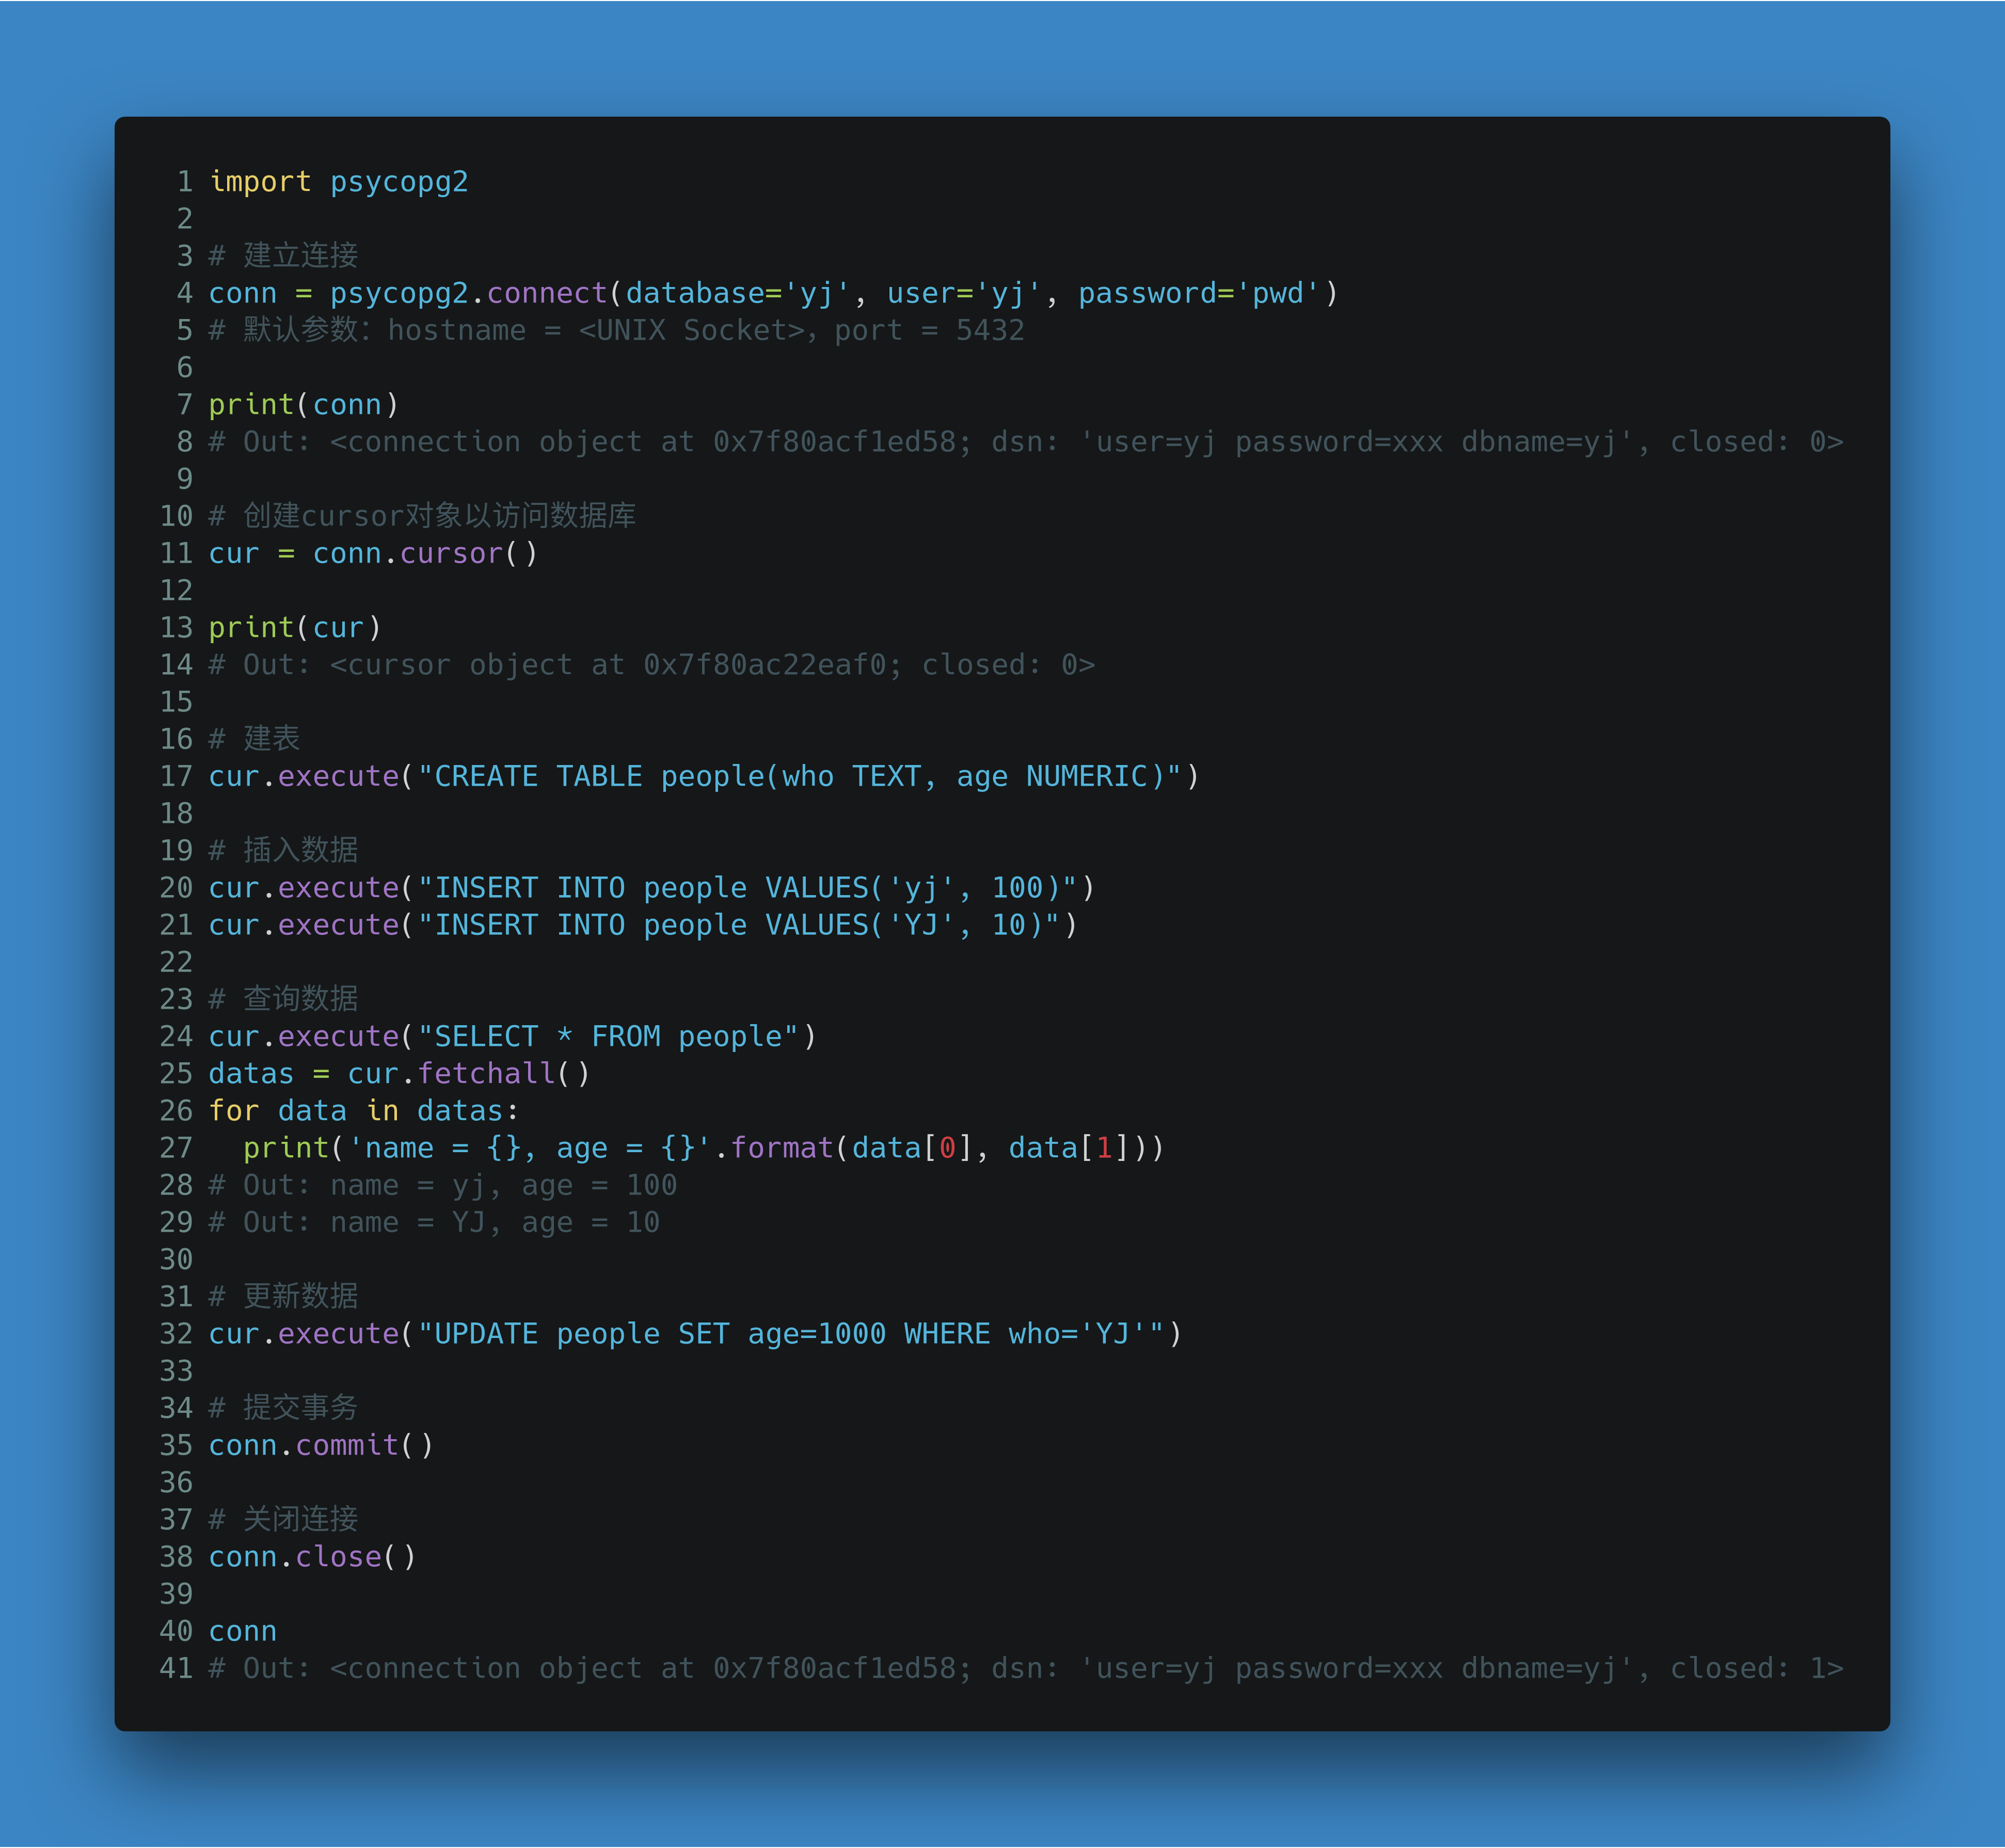 1 import psycopg2
2
3 # 建立连接
4 conn = psycopg2.connect(database='yj', user='yj', password='pwd')
5 # 默认参数：hostname = <UNIX Socket>，port = 5432
6
7 print(conn)
8 # Out: <connection object at 0x7f80acf1ed58; dsn: 'user=yj password=xxx dbname=yj', closed: 0>
9
10 # 创建cursor对象以访问数据库
11 cur = conn.cursor()
12
13 print(cur)
14 # Out: <cursor object at 0x7f80ac22eaf0; closed: 0>
15
16 # 建表
17 cur.execute("CREATE TABLE people(who TEXT, age NUMERIC)")
18
19 # 插入数据
20 cur.execute("INSERT INTO people VALUES('yj', 100)")
21 cur.execute("INSERT INTO people VALUES('YJ', 10)")
22
23 # 查询数据
24 cur.execute("SELECT * FROM people")
25 datas = cur.fetchall()
26 for data in datas:
27   print('name = {}, age = {}'.format(data[0], data[1]))
28 # Out: name = yj, age = 100
29 # Out: name = YJ, age = 10
30
31 # 更新数据
32 cur.execute("UPDATE people SET age=1000 WHERE who='YJ'")
33
34 # 提交事务
35 conn.commit()
36
37 # 关闭连接
38 conn.close()
39
40 conn
41 # Out: <connection object at 0x7f80acf1ed58; dsn: 'user=yj password=xxx dbname=yj', closed: 1>